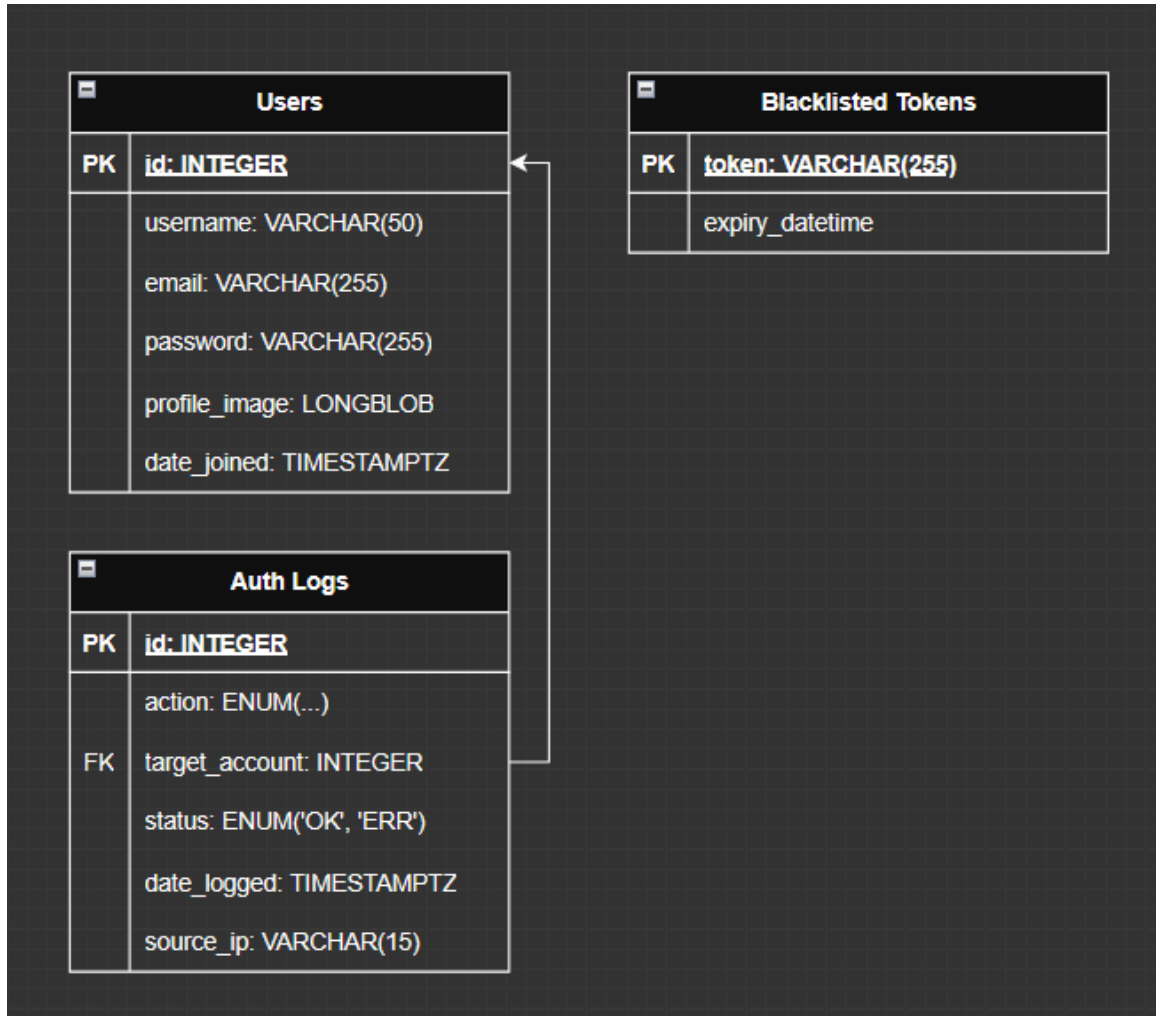 Users
PK id: INTEGER
username: VARCHAR(50)
email: VARCHAR(255)
password: VARCHAR(255)
profile_image: LONGBLOB
date_joined: TIMESTAMPTZ
Auth Logs
PK id: INTEGER
action: ENUM(...)
FK target_account: INTEGER
status: ENUM('OK', 'ERR')
date_logged: TIMESTAMPTZ
source_ip: VARCHAR(15)
Blacklisted Tokens
PK token: VARCHAR(255)
expiry_datetime